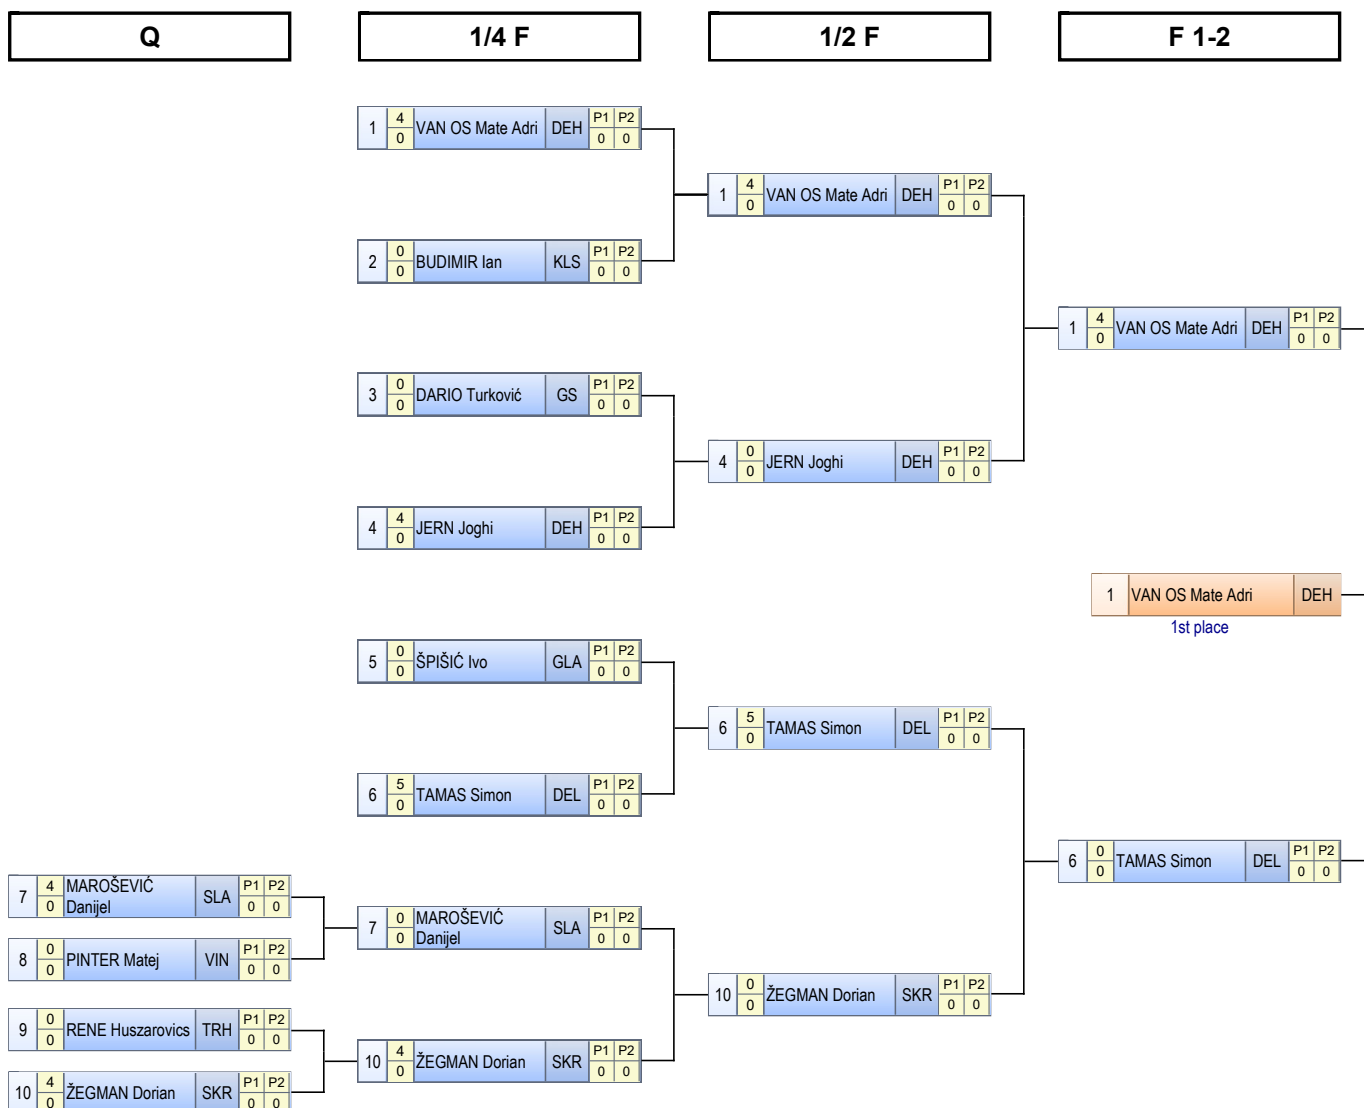 Q
1/4 F
1/2 F
F 1-2
1 4 0 VAN OS Mate Adri DEH P1 P2 0 0
2 0 0 BUDIMIR Ian KLS P1 P2 0 0
3 0 0 DARIO Turković GS P1 P2 0 0
4 4 0 JERN Joghi DEH P1 P2 0 0
5 0 0 ŠPIŠIĆ Ivo GLA P1 P2 0 0
6 5 0 TAMAS Simon DEL P1 P2 0 0
7 4 0 MAROŠEVIĆ
Danijel SLA P1 P2 0 0
8 0 0 PINTER Matej VIN P1 P2 0 0
9 0 0 RENE Huszarovics TRH P1 P2 0 0
10 4 0 ŽEGMAN Dorian SKR P1 P2 0 0
7 0 0 MAROŠEVIĆ
Danijel SLA P1 P2 0 0
10 4 0 ŽEGMAN Dorian SKR P1 P2 0 0
1 4 0 VAN OS Mate Adri DEH P1 P2 0 0
4 0 0 JERN Joghi DEH P1 P2 0 0
6 5 0 TAMAS Simon DEL P1 P2 0 0
10 0 0 ŽEGMAN Dorian SKR P1 P2 0 0
1 4 0 VAN OS Mate Adri DEH P1 P2 0 0
1 VAN OS Mate Adri DEH
1st place
6 0 0 TAMAS Simon DEL P1 P2 0 0